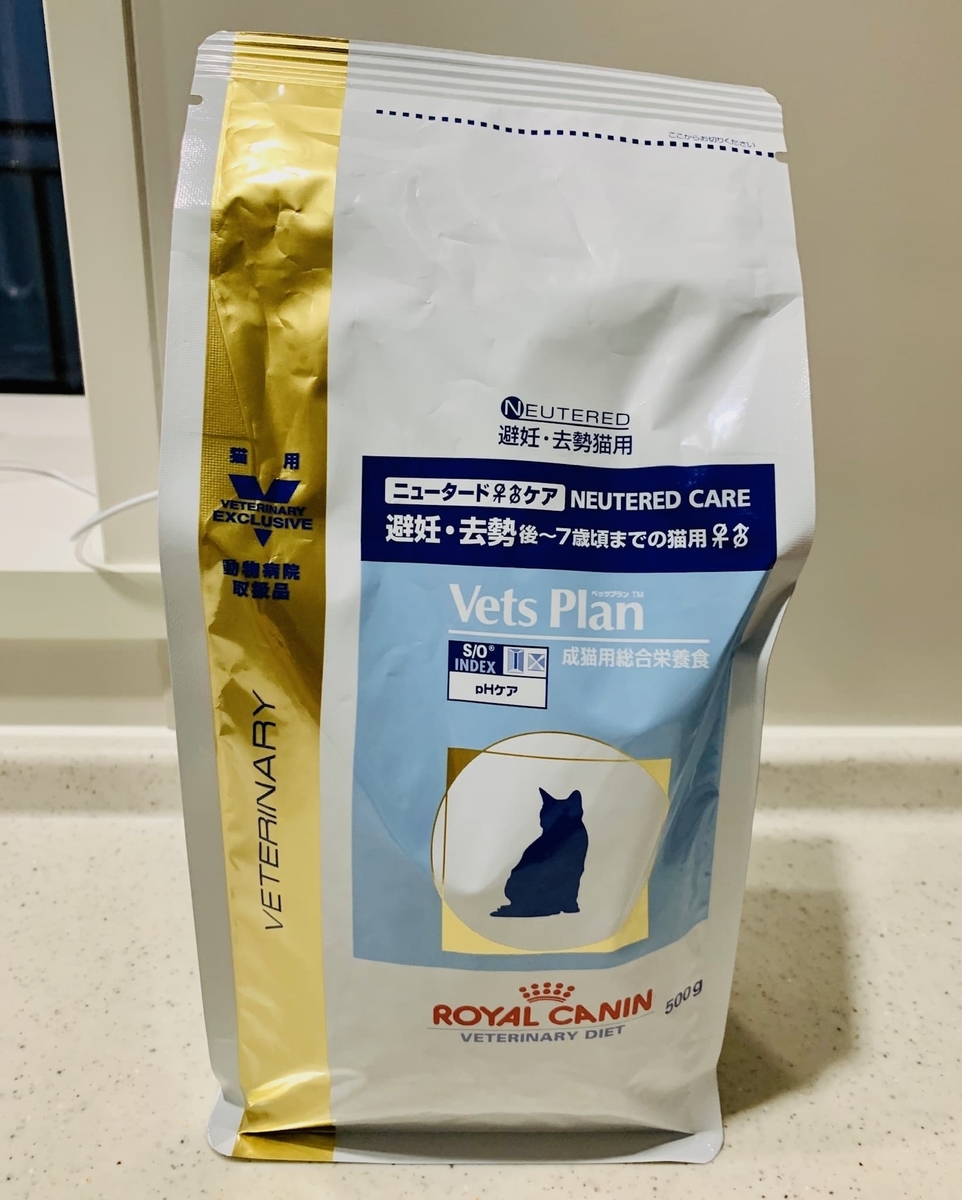 ここからお切りください
NEUTERED
避妊・去勢猫用
ニュータード ケア NEUTERED CARE
避妊・去勢後~7歳頃までの猫用
ベッツプラン
Vets Plan™
S/O® INDEX
成猫用総合栄養食
pHケア
猫 用
VETERINARY
EXCLUSIVE
動物病院
取扱品
VETERINARY
ROYAL CANIN
500g
VETERINARY DIET